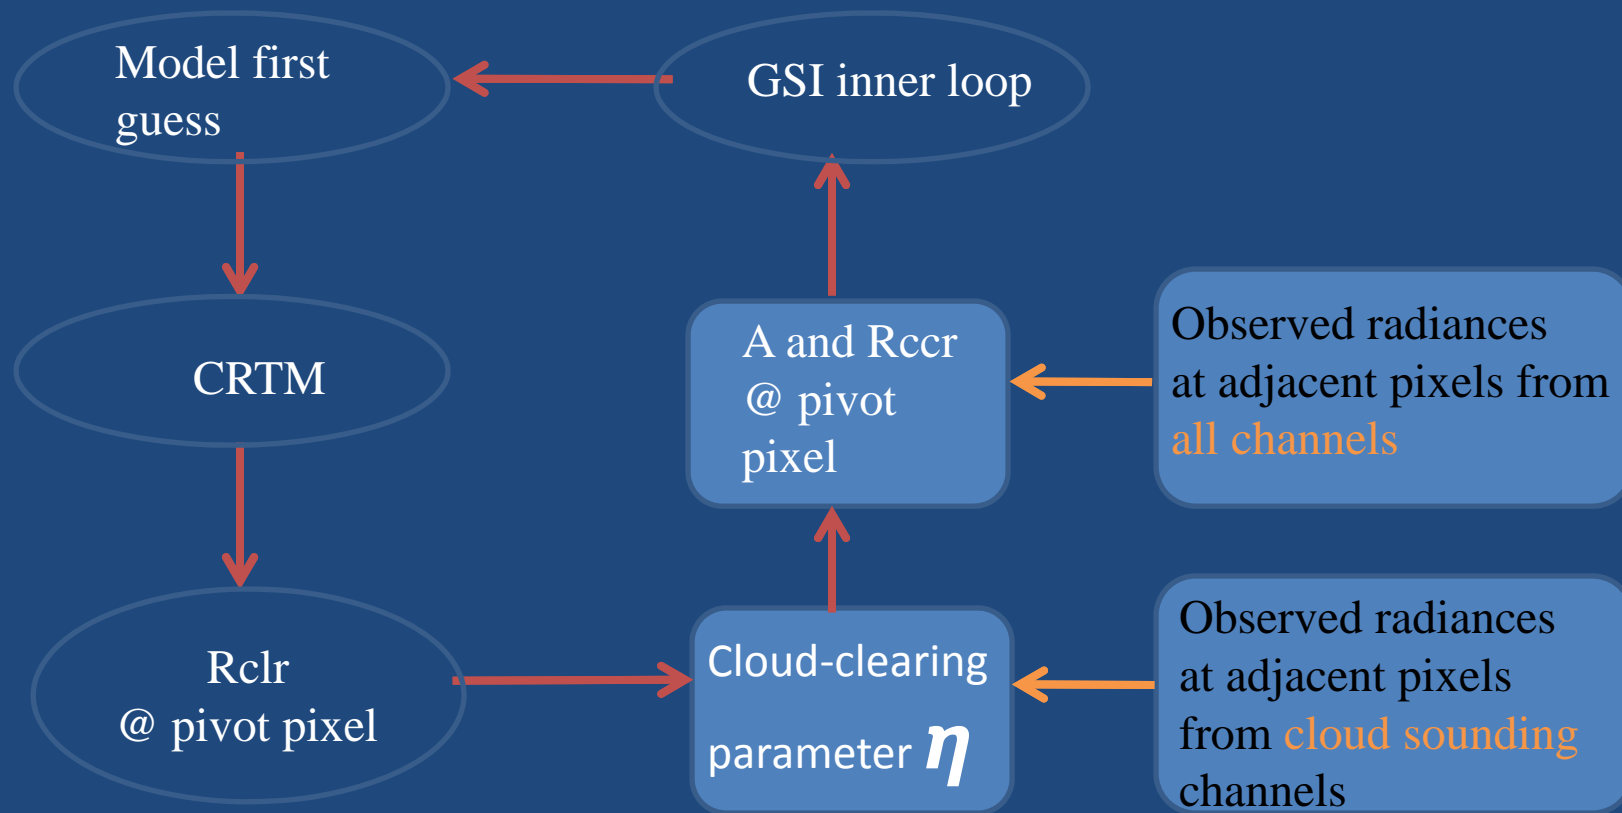 Model first
guess
GSI inner loop
CRTM
A and Rccr
@ pivot
pixel
Observed radiances
at adjacent pixels from
all channels
Rclr
@ pivot pixel
Cloud-clearing
parameter η
Observed radiances
at adjacent pixels
from cloud sounding
channels